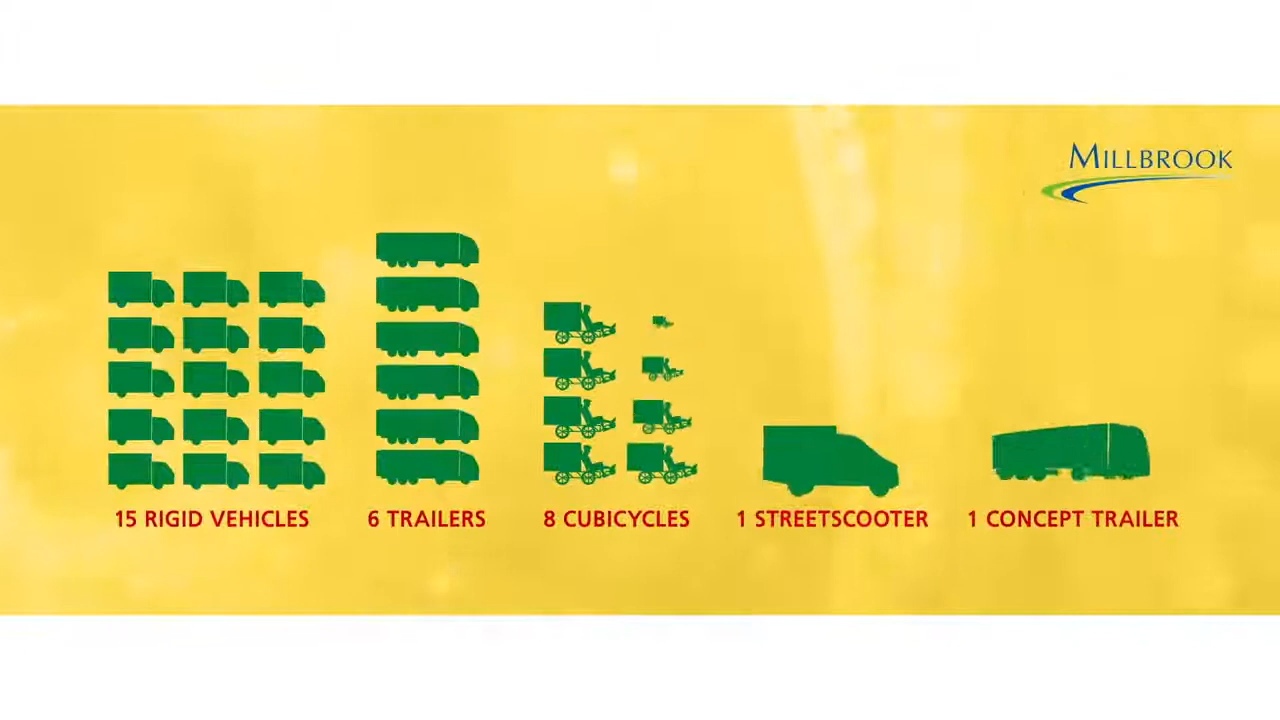 MILLBROOK
15 RIGID VEHICLES
6 TRAILERS
8 CUBICYCLES
1 STREETSCOOTER
1 CONCEPT TRAILER